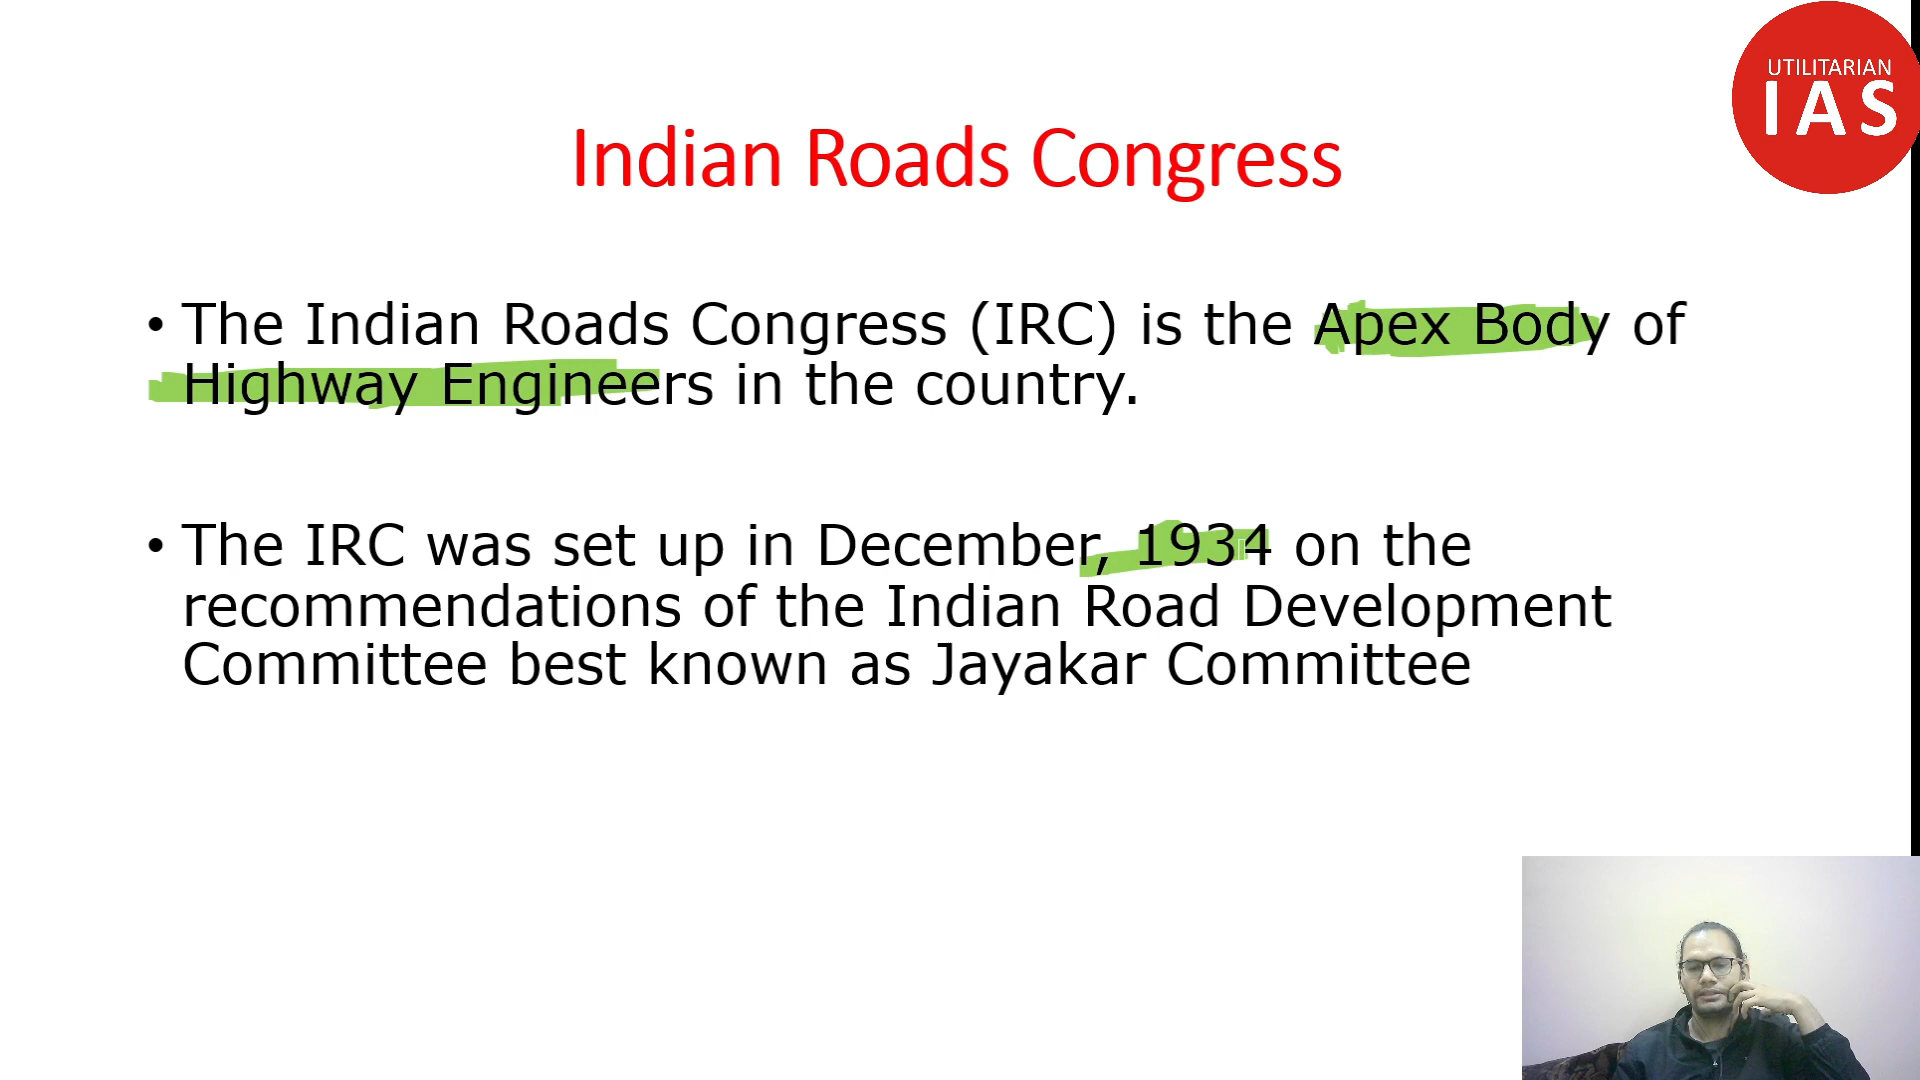 UTILITARIAN
IAS
Indian Roads Congress
• The Indian Roads Congress (IRC) is the Apex Body of
Highway Engineers in the country.
• The IRC was set up in December, 1934 on the
recommendations of the Indian Road Development
Committee best known as Jayakar Committee